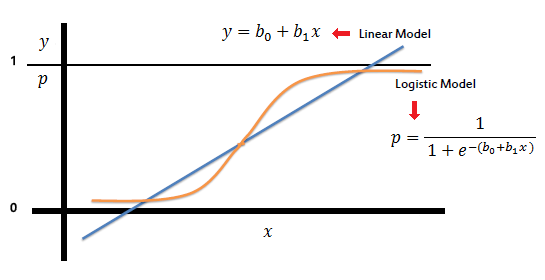 y
y = b₀ + b₁x
Linear Model
1
p
Logistic Model
p = 1 / (1 + e^−(b₀+b₁x))
0
x